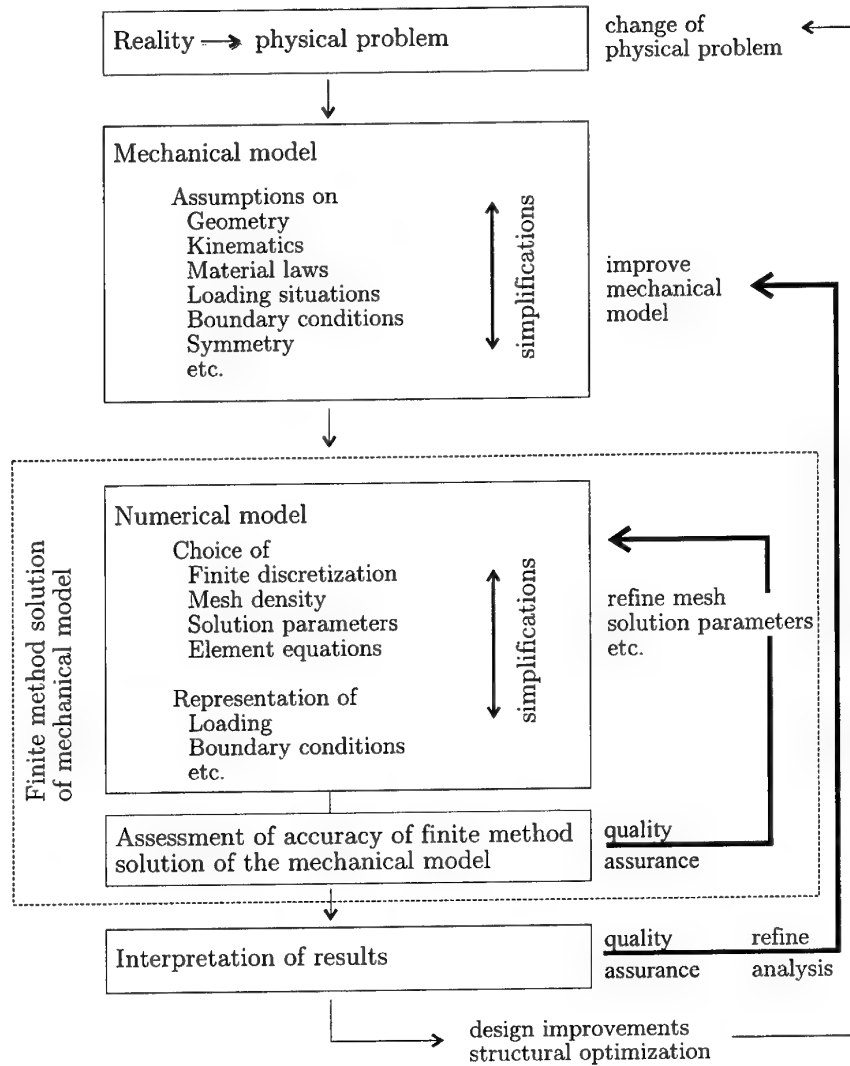 Reality → physical problem
change of
physical problem
Mechanical model
Assumptions on
Geometry
Kinematics
Material laws
Loading situations
Boundary conditions
Symmetry
etc.
simplifications
improve
mechanical
model
Finite method solution
of mechanical model
Numerical model
Choice of
Finite discretization
Mesh density
Solution parameters
Element equations
Representation of
Loading
Boundary conditions
etc.
simplifications
refine mesh
solution parameters
etc.
Assessment of accuracy of finite method
solution of the mechanical model
quality
assurance
Interpretation of results
quality
assurance
refine
analysis
design improvements
structural optimization